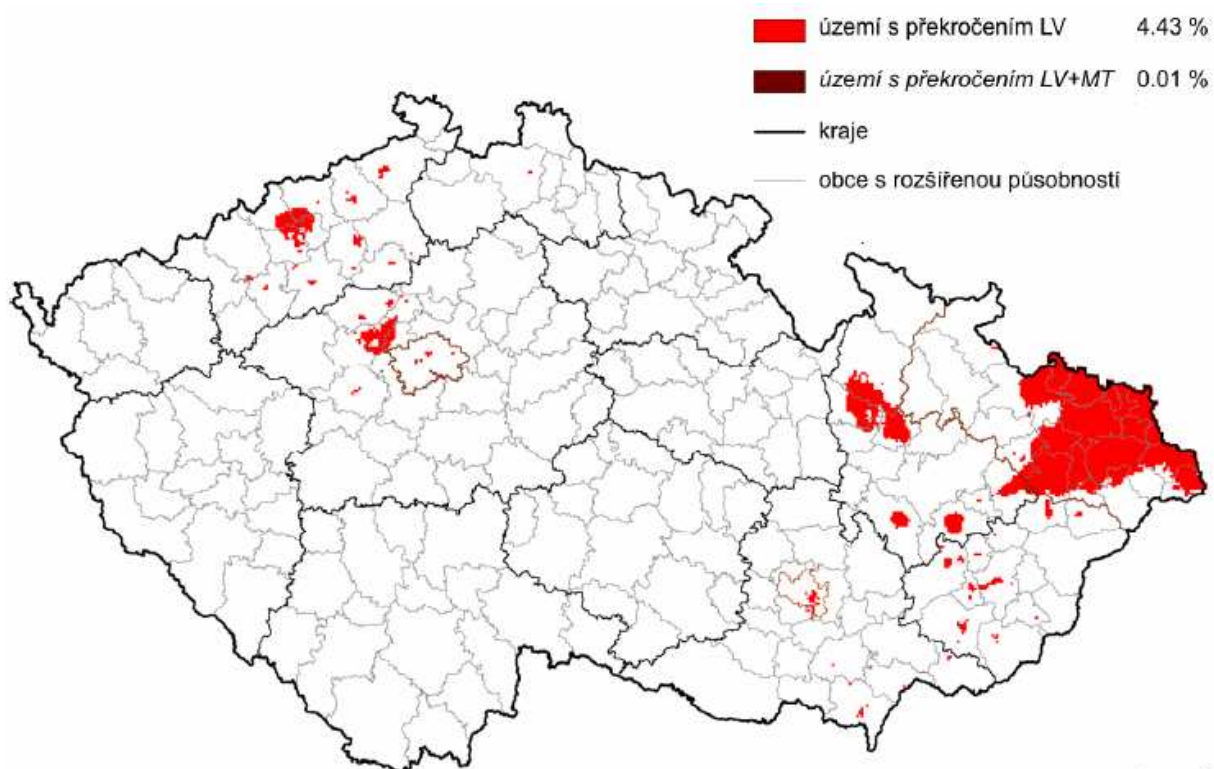 území s překročením LV 4.43 %
území s překročením LV+MT 0.01 %
kraje
obce s rozšířenou působností